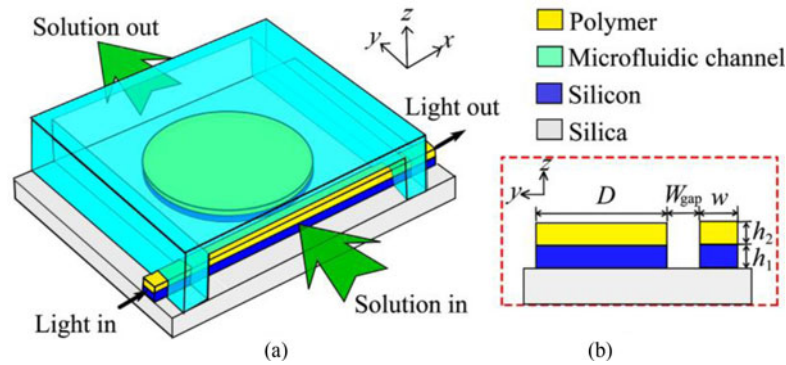 Solution out
z
y
x
Light out
Light in
Solution in
(a)
Polymer
Microfluidic channel
Silicon
Silica
z
y
D
Wgap
w
h2
h1
(b)